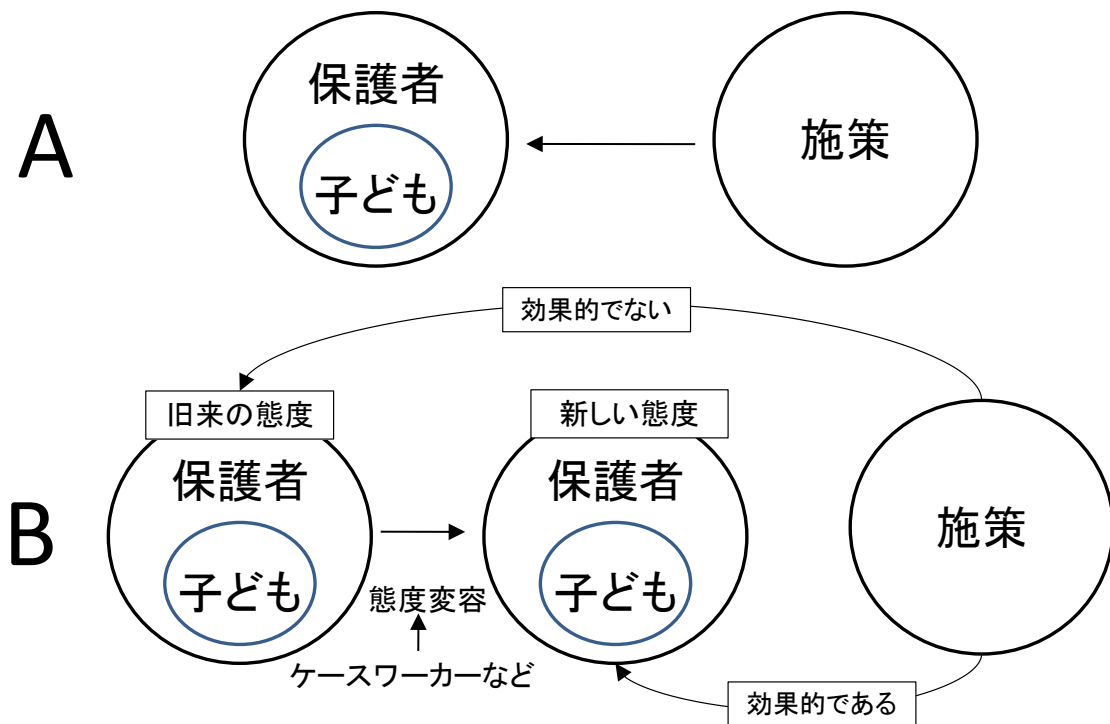 A
保護者
子ども
施策
効果的でない
旧来の態度
新しい態度
B
保護者
子ども
保護者
子ども
施策
態度変容
ケースワーカーなど
効果的である